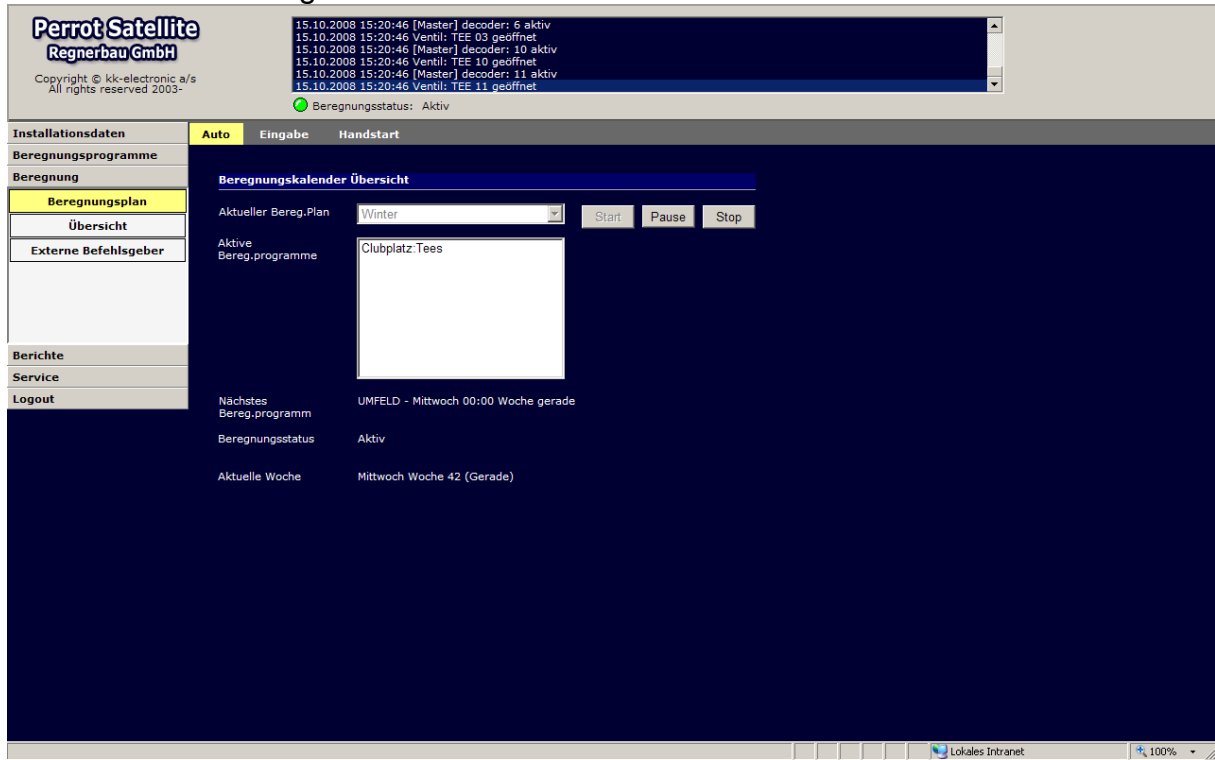 Perrot Satellite
Regnerbau GmbH
Copyright © kk-electronic a/s
All rights reserved 2003-
15.10.2008 15:20:46 [Master] decoder: 6 aktiv
15.10.2008 15:20:46 Ventil: TEE 03 geöffnet
15.10.2008 15:20:46 [Master] decoder: 10 aktiv
15.10.2008 15:20:46 Ventil: TEE 10 geöffnet
15.10.2008 15:20:46 [Master] decoder: 11 aktiv
15.10.2008 15:20:46 Ventil: TEE 11 geöffnet
Beregnungsstatus: Aktiv
Installationsdaten
Beregnungsprogramme
Beregnung
Beregnungsplan
Übersicht
Externe Befehlsgeber
Berichte
Service
Logout
Auto Eingabe Handstart
Beregnungskalender Übersicht
Aktueller Bereg.Plan Winter Start Pause Stop
Aktive
Bereg.programme
Clubplatz:Tees
Nächstes
Bereg.programm
UMFELD - Mittwoch 00:00 Woche gerade
Beregnungsstatus Aktiv
Aktuelle Woche Mittwoch Woche 42 (Gerade)
Lokales Intranet 100%